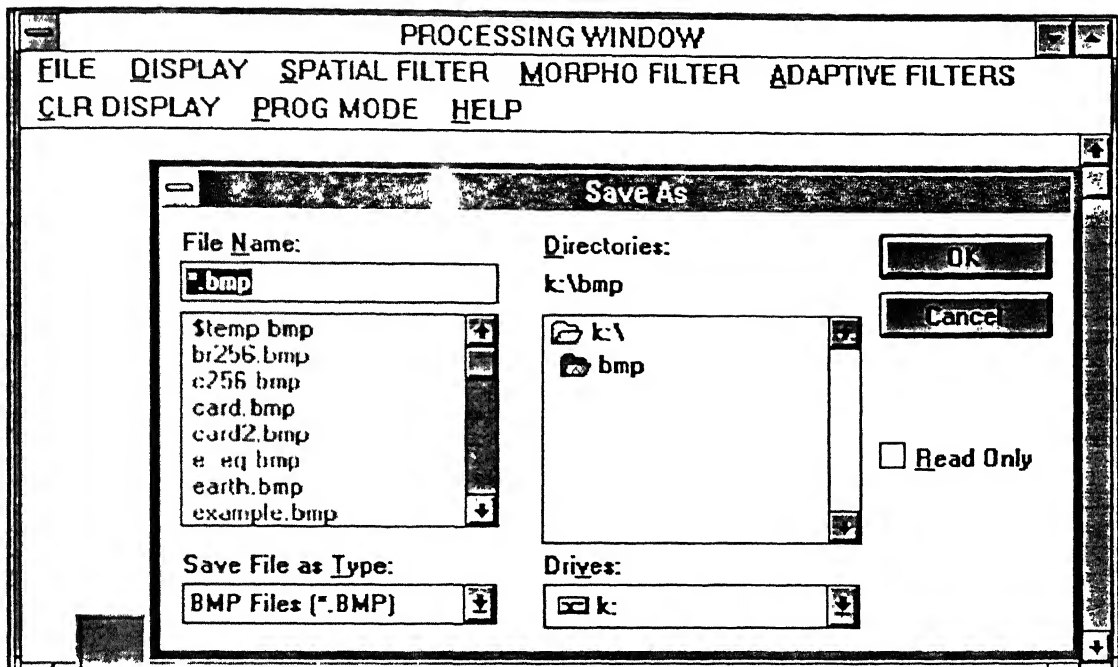 PROCESSING WINDOW
FILE DISPLAY SPATIAL FILTER MORPHO FILTER ADAPTIVE FILTERS
CLR DISPLAY PROG MODE HELP
Save As
File Name:
*.bmp
$temp.bmp
br256.bmp
c256.bmp
card.bmp
card2.bmp
e_eq.bmp
earth.bmp
example.bmp
Save File as Type:
BMP Files (*.BMP)
Directories:
k:\bmp
k:\
bmp
Drives:
k:
OK
Cancel
Read Only